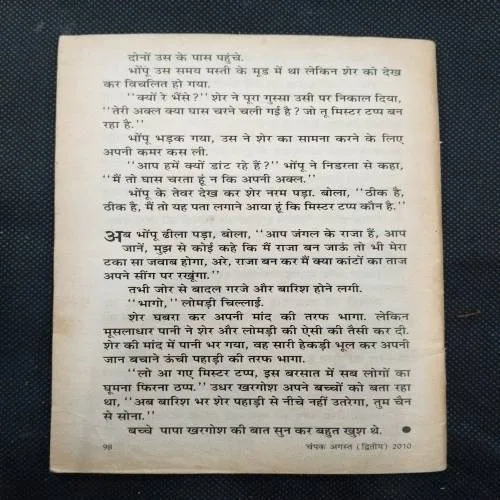 दोनों उस के पास पहुंचे.
भोंपू उस समय मस्ती के मूड में था लेकिन शेर को देख
कर विचलित हो गया.
''क्यों रे भैंसे?'' शेर ने पूरा गुस्सा उसी पर निकाल दिया,
''तेरी अक्ल क्या घास चरने चली गई है? जो तू मिस्टर टप्प बन
रहा है.''
भोंपू भड़क गया, उस ने शेर का सामना करने के लिए
अपनी कमर कस ली.
''आप हमें क्यों डांट रहे हैं?'' भोंपू ने निडरता से कहा,
''मैं तो घास चरता हूं न कि अपनी अक्ल.''
भोंपू के तेवर देख कर शेर नरम पड़ा. बोला, ''ठीक है,
ठीक है, मैं तो यह पता लगाने आया हूं कि मिस्टर टप्प कौन है.''
अब भोंपू ढीला पड़ा, बोला, ''आप जंगल के राजा हैं, आप
जानें, मुझ से कोई कहे कि मैं राजा बन जाऊं तो भी मेरा
टका सा जवाब होगा, अरे, राजा बन कर मैं क्या कांटों का ताज
अपने सींग पर रखूंगा.''
तभी जोर से बादल गरजे और बारिश होने लगी.
''भागो,'' लोमड़ी चिल्लाई.
शेर घबरा कर अपनी मांद की तरफ भागा. लेकिन
मूसलाधार पानी ने शेर और लोमड़ी की ऐसी की तैसी कर दी.
शेर की मांद में पानी भर गया, वह सारी हेकड़ी भूल कर अपनी
जान बचाने ऊंची पहाड़ी की तरफ भागा.
''लो आ गए मिस्टर टप्प, इस बरसात में सब लोगों का
घूमना फिरना ठप्प.'' उधर खरगोश अपने बच्चों को बता रहा
था, ''अब बारिश भर शेर पहाड़ी से नीचे नहीं उतरेगा, तुम चैन
से सोना.''
बच्चे पापा खरगोश की बात सुन कर बहुत खुश थे. ●
98 चंपक अगस्त (द्वितीय) 2010